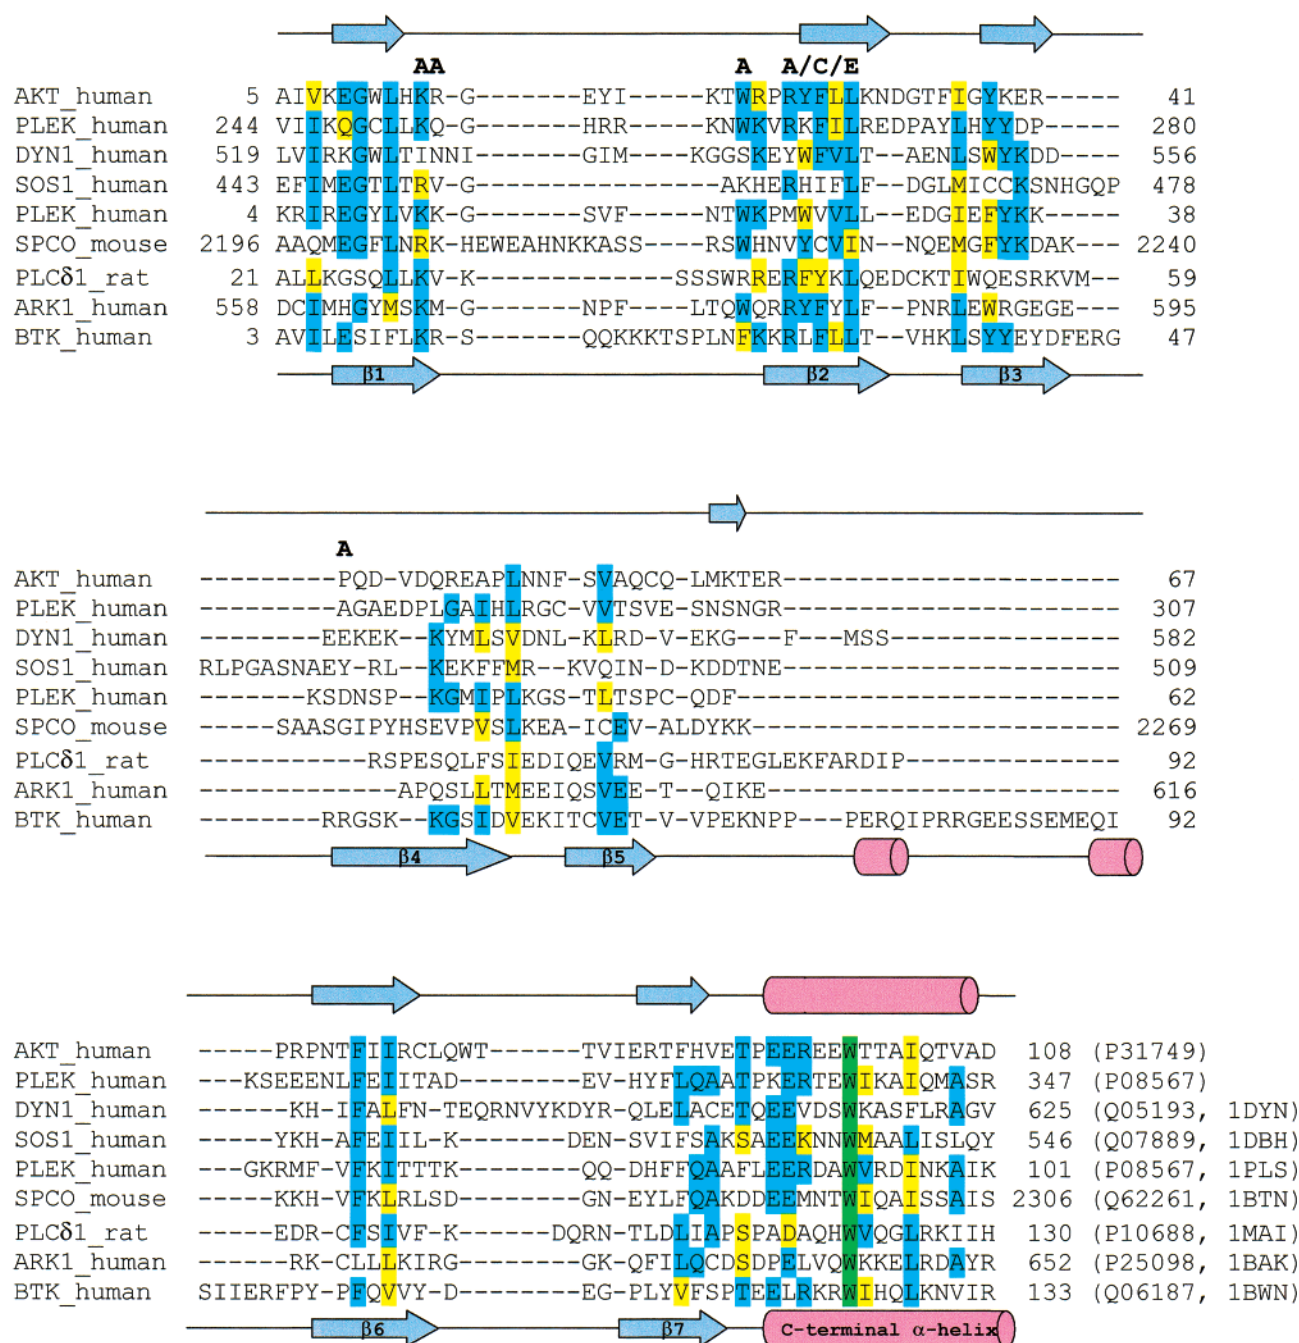 AA A A/C/E
AKT_human 5 AIVKEGWLHKR-G------EYI-----KTWRPRYFLLKNDGTFIGYKER---- 41
PLEK_human 244 VIIKQGCLLKQ-G------HRR-----KNWKVRKFILREDPAYLHYYDP---- 280
DYN1_human 519 LVIRKGWLTINNI------GIM----KGGSKEYWFVLT--AENLSWYKDD---- 556
SOS1_human 443 EFIMEGTLTRV-G--------------AKHERHIFLF--DGLMICCKSNHGQP 478
PLEK_human 4 KRIREGYLVKK-G------SVF----NTWKPMWVVLL--EDGIEFYKK---- 38
SPCO_mouse 2196 AAQMEGFLNRK-HEWEAHNKKASS----RSWHNVYCVIN--NQEMGFYKDAK--- 2240
PLCδ1_rat 21 ALLKGSQLLKV-K-----------SSSWRRERFYKLQEDCKTIWQESRKVM-- 59
ARK1_human 558 DCIMHGYMSKM-G------NPF----LTQWQRRYFYLF--PNRLEWRGEGE--- 595
BTK_human 3 AVILESIFLKR-S------QQKKKTSPLNFKKRLFLLT--VHKLSYYEYDFERG 47
β1 β2 β3
A
AKT_human ---------PQD-VDQREAPLNNF-SVAQCQ-LMKTER---------------------- 67
PLEK_human ---------AGAEDPLGAIHLRGC-VVTSVE-SNSNGR---------------------- 307
DYN1_human --------EEKEK--KYMLSVDNL-KLRD-V-EKG---F---MSS--------------- 582
SOS1_human RLPGASNAEY-RL--KEKFFMR--KVQIN-D-KDDTNE---------------------- 509
PLEK_human -------KSDNSP--KGMIPLKGS-TLTSPC-QDF------------------------- 62
SPCO_mouse -----SAASGIPYHSEVPVSLKEA-ICEV-ALDYKK------------------------ 2269
PLCδ1_rat -----------RSPESQLFSIEDIQEVRM-G-HRTEGLEKFARDIP-------------- 92
ARK1_human -------------APQSLLTMEEIQSVEE-T--QIKE----------------------- 616
BTK_human --------RRGSK--KGSIDVEKITCVET-V-VPEKNPP---PERQIPRRGEESSEMEQI 92
β4 β5
AKT_human -----PRPNTFIIRCLQWT-------TVIERTFHVETPEEREEWTTAIQTVAD 108 (P31749)
PLEK_human ---KSEEENLFEIITAD--------EV-HYFLQAATPKERTEWIKAIQMASR 347 (P08567)
DYN1_human ------KH-IFALFN-TEQRNVYKDYR-QLELACETQEEVDSWKASFLRAGV 625 (Q05193, 1DYN)
SOS1_human -----YKH-AFEIIL-K-------DEN-SVIFSAKSAEEKNNWMAALISLQY 546 (Q07889, 1DBH)
PLEK_human ---GKRMF-VFKITTTK-------QQ-DHFFQAAFLEERDAWVRDINKAIK 101 (P08567, 1PLS)
SPCO_mouse -----KKH-VFKLRLSD-------GN-EYLFQAKDDEEMNTWIQAISSAIS 2306 (Q62261, 1BTN)
PLCδ1_rat -----EDR-CFSIVF-K------DQRN-TLDLIAPSPADAQHWVQGLRKIIH 130 (P10688, 1MAI)
ARK1_human ------RK-CLLLKIRG--------GK-QFILQCDSDPELVQWKKELRDAYR 652 (P25098, 1BAK)
BTK_human SIIERFPYP-FQVVY-D--------EG-PLYVFSPTEELRKRWIHQLKNVIR 133 (Q06187, 1BWN)
β6 β7 C-terminal α-helix